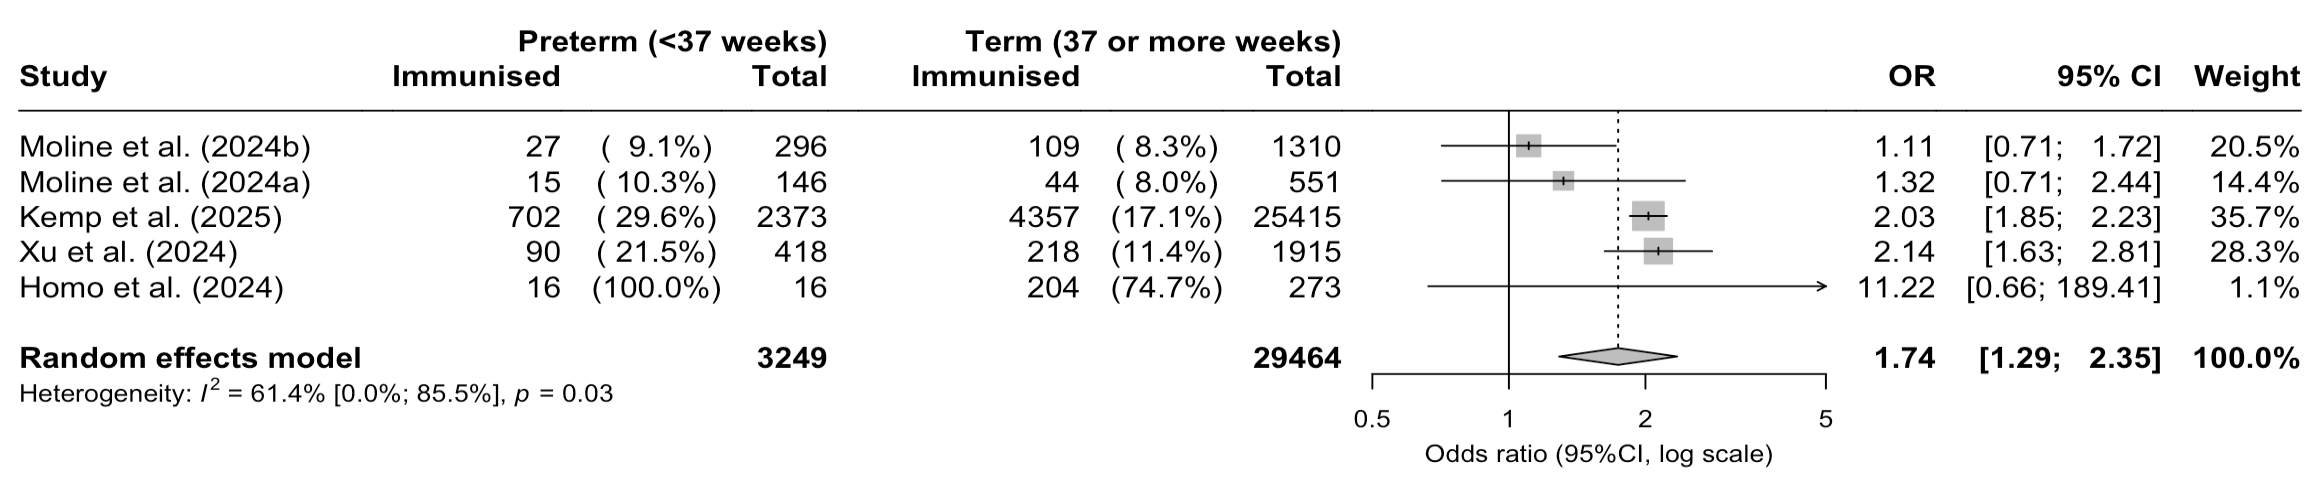 Preterm (<37 weeks) Term (37 or more weeks)
Study Immunised Total Immunised Total OR 95% CI Weight
Moline et al. (2024b) 27 ( 9.1%) 296 109 ( 8.3%) 1310 1.11 [0.71; 1.72] 20.5%
Moline et al. (2024a) 15 ( 10.3%) 146 44 ( 8.0%) 551 1.32 [0.71; 2.44] 14.4%
Kemp et al. (2025) 702 ( 29.6%) 2373 4357 (17.1%) 25415 2.03 [1.85; 2.23] 35.7%
Xu et al. (2024) 90 ( 21.5%) 418 218 (11.4%) 1915 2.14 [1.63; 2.81] 28.3%
Homo et al. (2024) 16 (100.0%) 16 204 (74.7%) 273 11.22 [0.66; 189.41] 1.1%
Random effects model 3249 29464 1.74 [1.29; 2.35] 100.0%
Heterogeneity: I² = 61.4% [0.0%; 85.5%], p = 0.03
0.5 1 2 5
Odds ratio (95%CI, log scale)